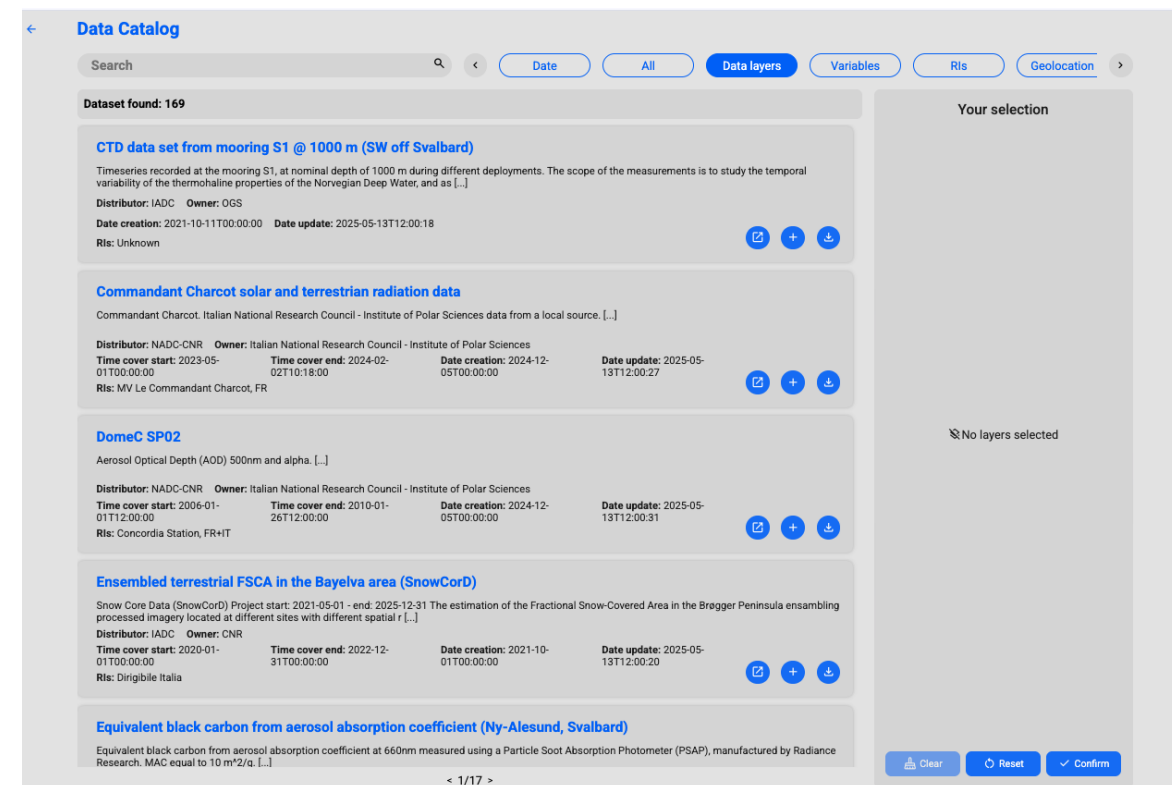 Data Catalog
Search
Date
All
Data layers
Variables
RIs
Geolocation
Dataset found: 169
Your selection
CTD data set from mooring S1 @ 1000 m (SW off Svalbard)
Timeseries recorded at the mooring S1, at nominal depth of 1000 m during different deployments. The scope of the measurements is to study the temporal
variability of the thermohaline properties of the Norvegian Deep Water, and as [...]
Distributor: IADC Owner: OGS
Date creation: 2021-10-11T00:00:00 Date update: 2025-05-13T12:00:18
RIs: Unknown
Commandant Charcot solar and terrestrian radiation data
Commandant Charcot. Italian National Research Council - Institute of Polar Sciences data from a local source. [...]
Distributor: NADC-CNR Owner: Italian National Research Council - Institute of Polar Sciences
Time cover start: 2023-05- Time cover end: 2024-02- Date creation: 2024-12- Date update: 2025-05-
01T00:00:00 02T10:18:00 05T00:00:00 13T12:00:27
RIs: MV Le Commandant Charcot, FR
DomeC SP02
Aerosol Optical Depth (AOD) 500nm and alpha. [...]
Distributor: NADC-CNR Owner: Italian National Research Council - Institute of Polar Sciences
Time cover start: 2006-01- Time cover end: 2010-01- Date creation: 2024-12- Date update: 2025-05-
01T12:00:00 26T12:00:00 05T00:00:00 13T12:00:31
RIs: Concordia Station, FR+IT
No layers selected
Ensembled terrestrial FSCA in the Bayelva area (SnowCorD)
Snow Core Data (SnowCorD) Project start: 2021-05-01 - end: 2025-12-31 The estimation of the Fractional Snow-Covered Area in the Brøgger Peninsula ensambling
processed imagery located at different sites with different spatial r [...]
Distributor: IADC Owner: CNR
Time cover start: 2020-01- Time cover end: 2022-12- Date creation: 2021-10- Date update: 2025-05-
01T00:00:00 31T00:00:00 01T00:00:00 13T12:00:20
RIs: Dirigibile Italia
Equivalent black carbon from aerosol absorption coefficient (Ny-Alesund, Svalbard)
Equivalent black carbon from aerosol absorption coefficient at 660nm measured using a Particle Soot Absorption Photometer (PSAP), manufactured by Radiance
Research. MAC equal to 10 m^2/g. [...]
< 1/17 >
Clear
Reset
Confirm